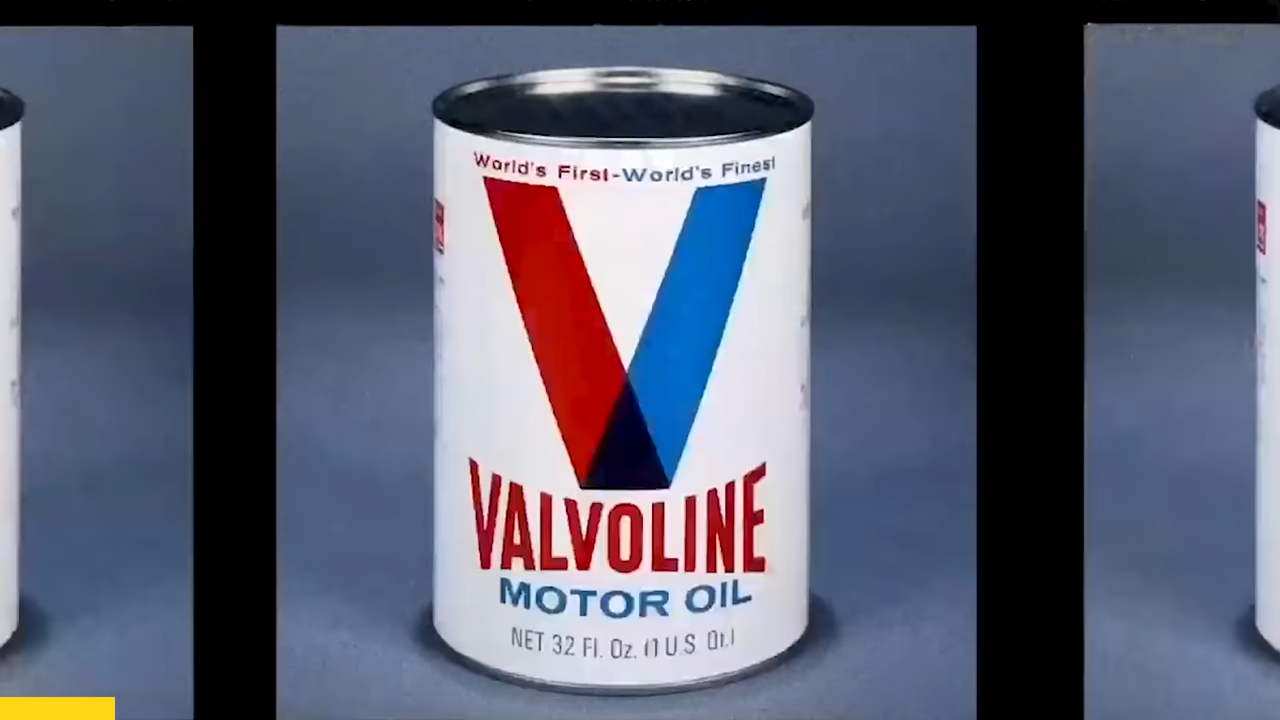 World's First-World's Finest
VALVOLINE
MOTOR OIL
NET 32 Fl. Oz. (1 U S Qt.)